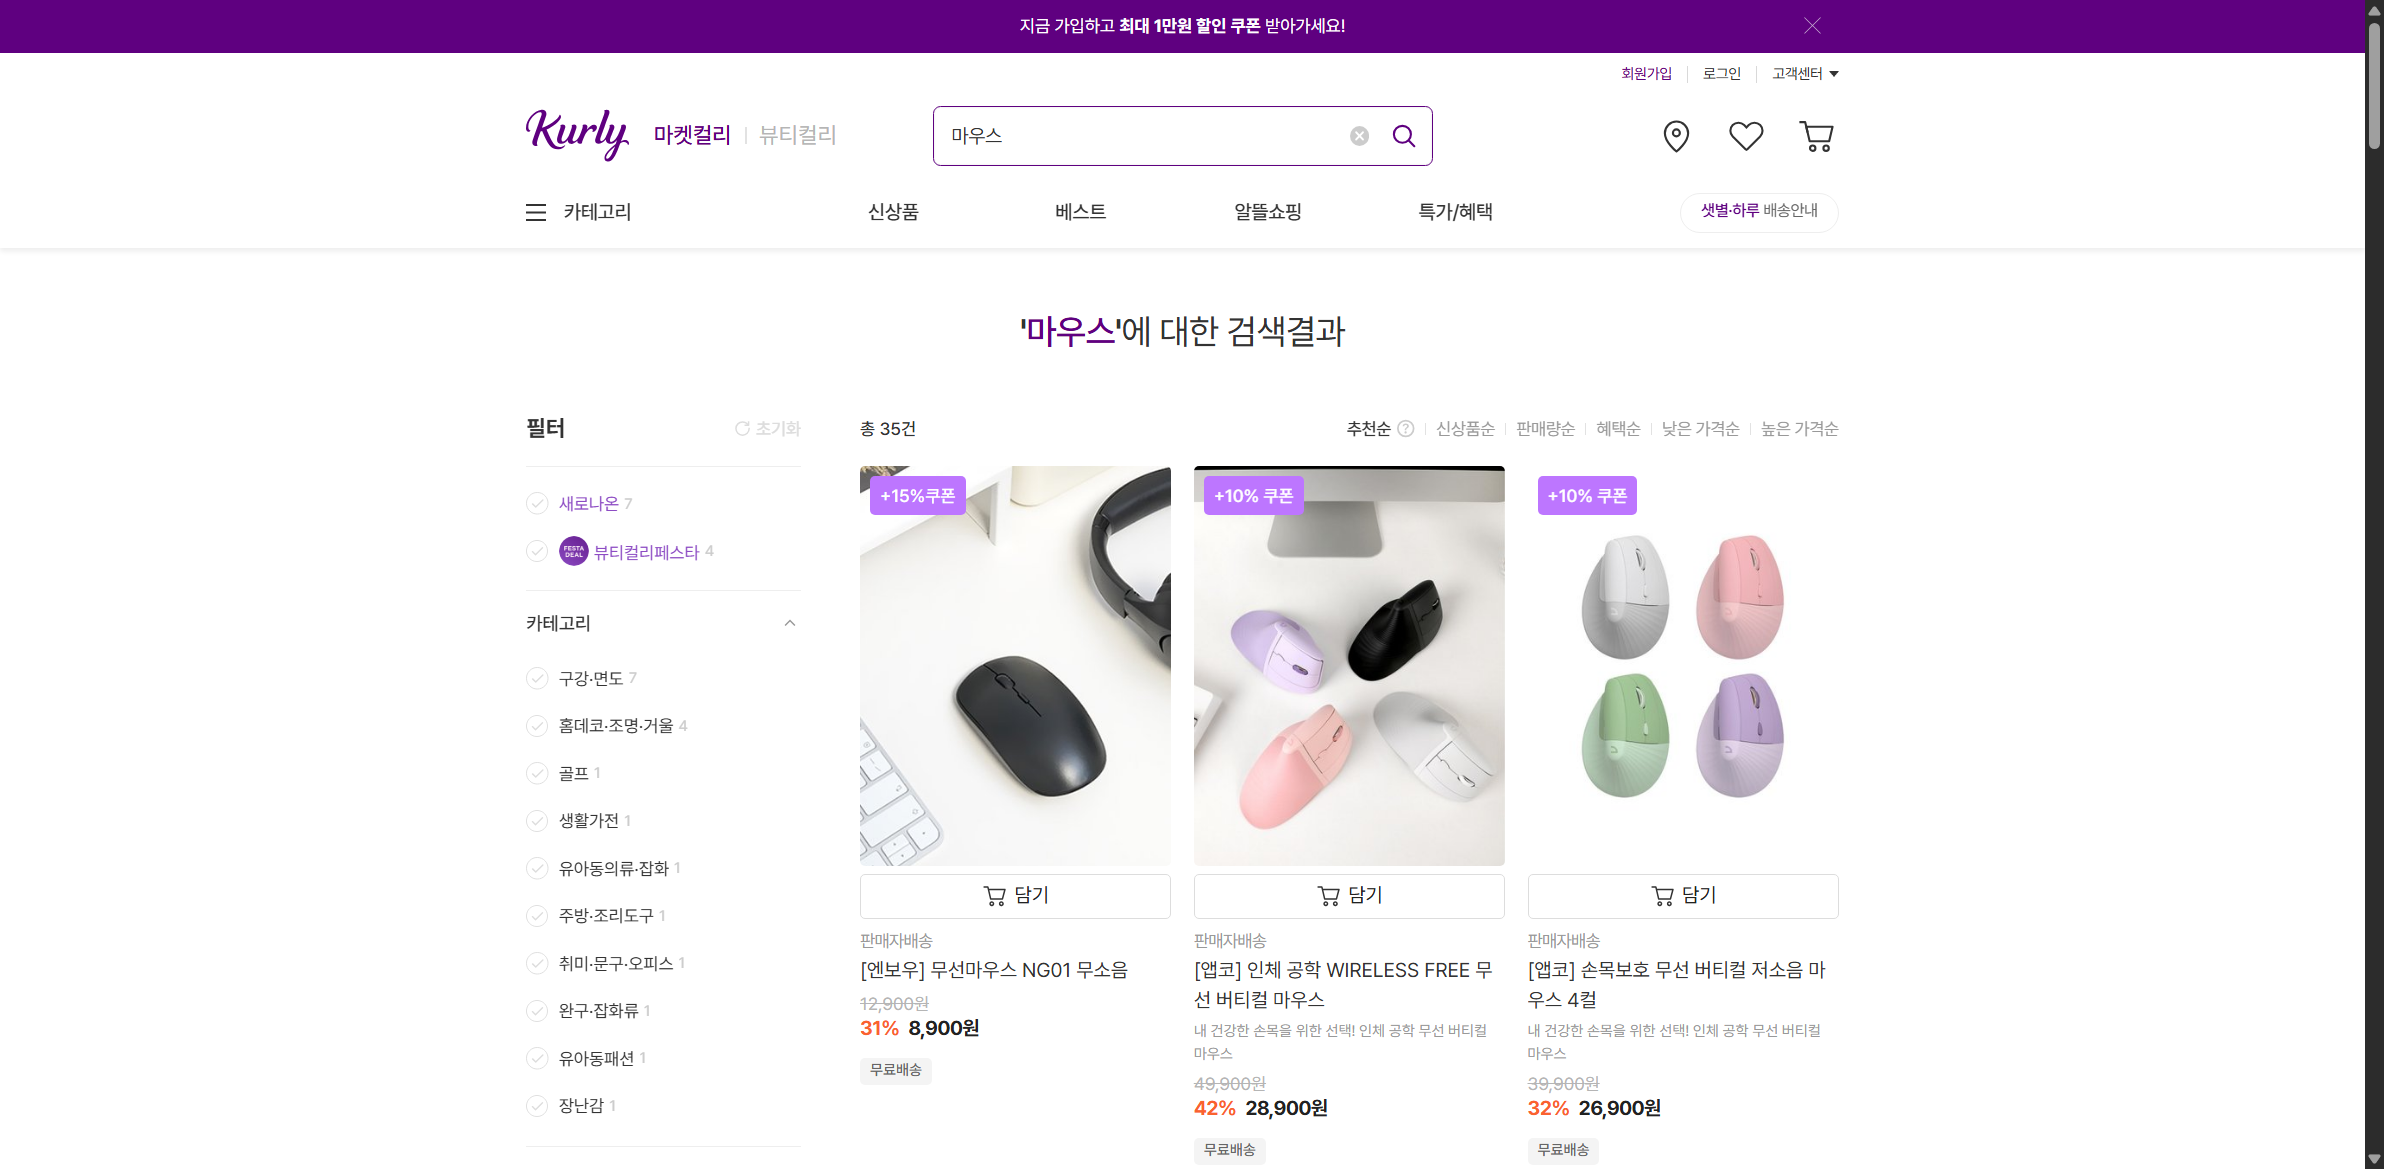 지금 가입하고 최대 1만원 할인 쿠폰 받아가세요!
회원가입
로그인
고객센터
Kurly
마켓컬리
뷰티컬리
마우스
카테고리
신상품
베스트
알뜰쇼핑
특가/혜택
샛별·하루 배송안내
'마우스'에 대한 검색결과
필터
초기화
새로나온 7
FESTA
DEAL
뷰티컬리페스타 4
카테고리
구강·면도 7
홈데코·조명·거울 4
골프 1
생활가전 1
유아동의류·잡화 1
주방·조리도구 1
취미·문구·오피스 1
완구·잡화류 1
유아동패션 1
장난감 1
총 35건
추천순 ?
신상품순
판매량순
혜택순
낮은 가격순
높은 가격순
+15%쿠폰
담기
판매자배송
[엔보우] 무선마우스 NG01 무소음
12,900원
31% 8,900원
무료배송
+10% 쿠폰
담기
판매자배송
[앱코] 인체 공학 WIRELESS FREE 무
선 버티컬 마우스
내 건강한 손목을 위한 선택! 인체 공학 무선 버티컬
마우스
49,900원
42% 28,900원
무료배송
+10% 쿠폰
담기
판매자배송
[앱코] 손목보호 무선 버티컬 저소음 마
우스 4컬
내 건강한 손목을 위한 선택! 인체 공학 무선 버티컬
마우스
39,900원
32% 26,900원
무료배송